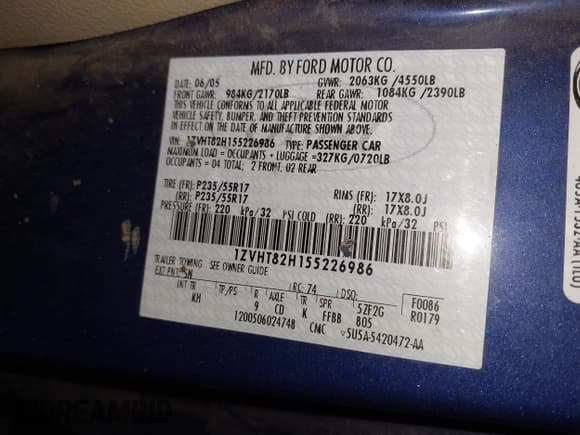 MFD. BY FORD MOTOR CO.
DATE: 06/05 GVWR: 2063KG /4550LB
FRONT GAWR: 984KG/2170LB REAR GAWR: 1084KG /2390LB
THIS VEHICLE CONFORMS TO ALL APPLICABLE FEDERAL MOTOR
VEHICLE SAFETY, BUMPER, AND THEFT PREVENTION STANDARDS
IN EFFECT ON THE DATE OF MANUFACTURE SHOWN ABOVE.
VIN: 1ZVHT82H155226986 TYPE: PASSENGER CAR
MAXIMUM LOAD = OCCUPANTS + LUGGAGE =327KG/0720LB
OCCUPANTS = 04 TOTAL: 2 FRONT, 02 REAR
TIRE (FR): P235/55R17 RIMS (FR): 17X8.0J
(RR): P235/55R17 (RR): 17X8.0J
PRESSURE (FR): 220 kPa/32 PSI COLD (RR): 220 kPa/32 PSI
1ZVHT82H155226986
TRAILER TOWING SEE OWNER GUIDE
EXT PNT: SN RC: 74 DSO: F0086
INT TR TP/PS R AXLE TR SPR 5ZF2G R0179
KH 9 CD K FFBB 805
1200506024748 CMC 5U5A-5420472-AA
DREAMBID